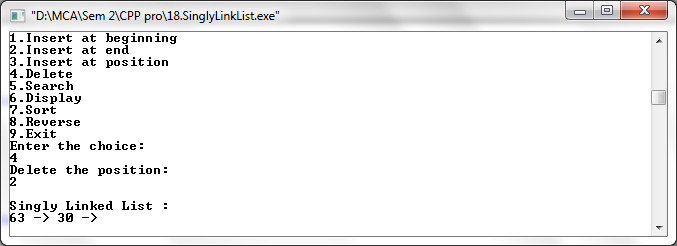 "D:\MCA\Sem 2\CPP pro\18.SinglyLinkList.exe"
1.Insert at beginning
2.Insert at end
3.Insert at position
4.Delete
5.Search
6.Display
7.Sort
8.Reverse
9.Exit
Enter the choice:
4
Delete the position:
2
Singly Linked List :
63 -> 30 ->